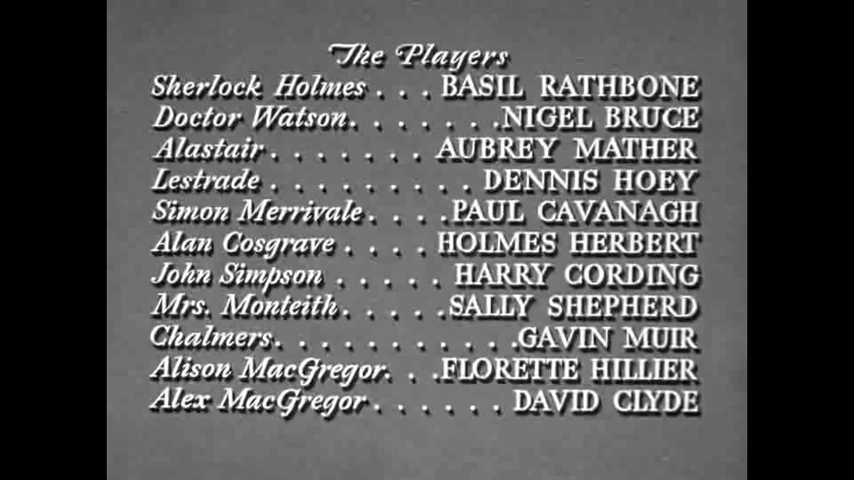 The Players
Sherlock Holmes . . . BASIL RATHBONE
Doctor Watson. . . . . . .NIGEL BRUCE
Alastair. . . . . . . AUBREY MATHER
Lestrade . . . . . . . . . DENNIS HOEY
Simon Merrivale . . . .PAUL CAVANAGH
Alan Cosgrave . . . . HOLMES HERBERT
John Simpson . . . . . HARRY CORDING
Mrs. Monteith. . . . . SALLY SHEPHERD
Chalmers. . . . . . . . . . . .GAVIN MUIR
Alison MacGregor. . .FLORETTE HILLIER
Alex MacGregor . . . . . . DAVID CLYDE